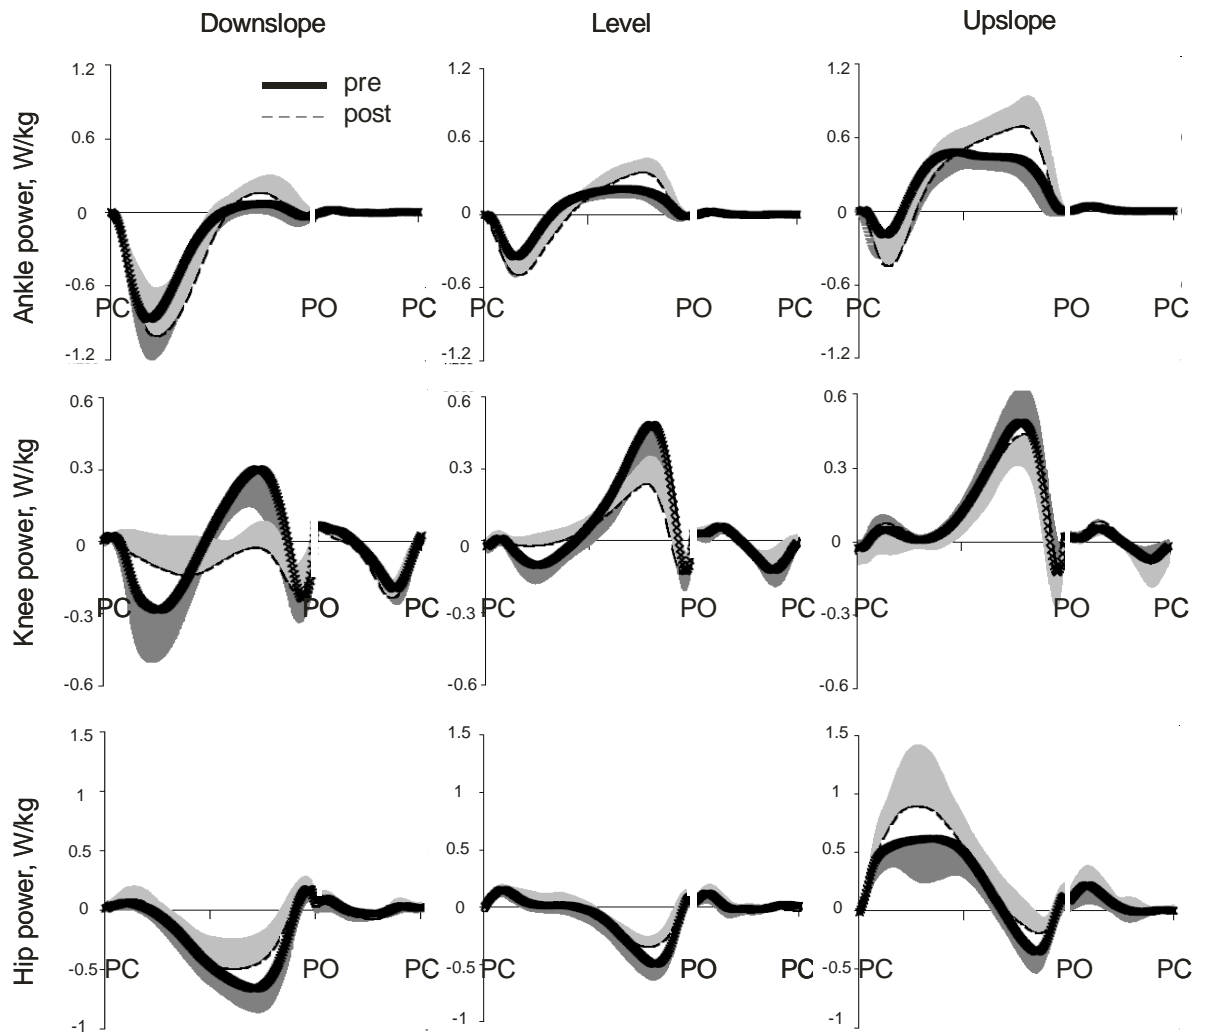 Downslope Level Upslope
pre
post
Ankle power, W/kg
1.2 1.2 1.2
0.6 0.6 0.6
0 0 0
-0.6 -0.6 -0.6
PC PO PC PC PO PC PC PO PC
-1.2 -1.2 -1.2
Knee power, W/kg
0.6 0.6 0.6
0.3 0.3 0.3
0 0 0
-0.3 -0.3 -0.3
PC PO PC PC PO PC PC PO PC
-0.6 -0.6 -0.6
Hip power, W/kg
1.5 1.5 1.5
1 1 1
0.5 0.5 0.5
0 0 0
-0.5 -0.5 -0.5
PC PO PC PC PO PC PC PO PC
-1 -1 -1